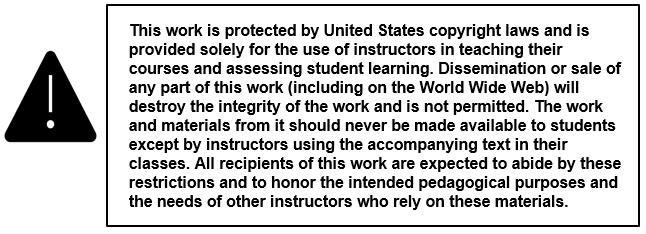 This work is protected by United States copyright laws and is
provided solely for the use of instructors in teaching their
courses and assessing student learning. Dissemination or sale of
any part of this work (including on the World Wide Web) will
destroy the integrity of the work and is not permitted. The work
and materials from it should never be made available to students
except by instructors using the accompanying text in their
classes. All recipients of this work are expected to abide by these
restrictions and to honor the intended pedagogical purposes and
the needs of other instructors who rely on these materials.